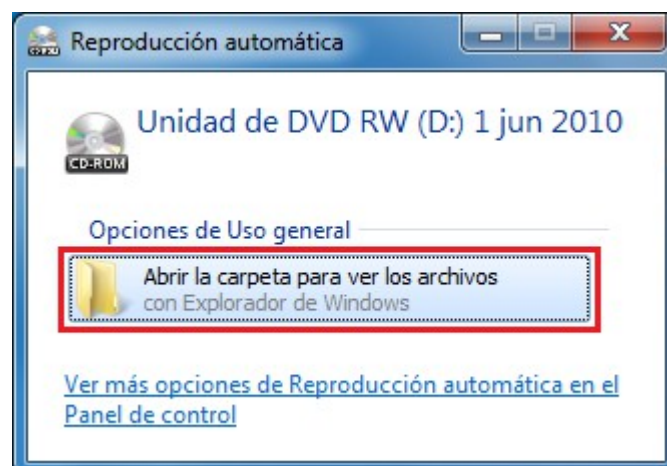 Reproducción automática
Unidad de DVD RW (D:) 1 jun 2010
CD-ROM
Opciones de Uso general
Abrir la carpeta para ver los archivos
con Explorador de Windows
Ver más opciones de Reproducción automática en el
Panel de control